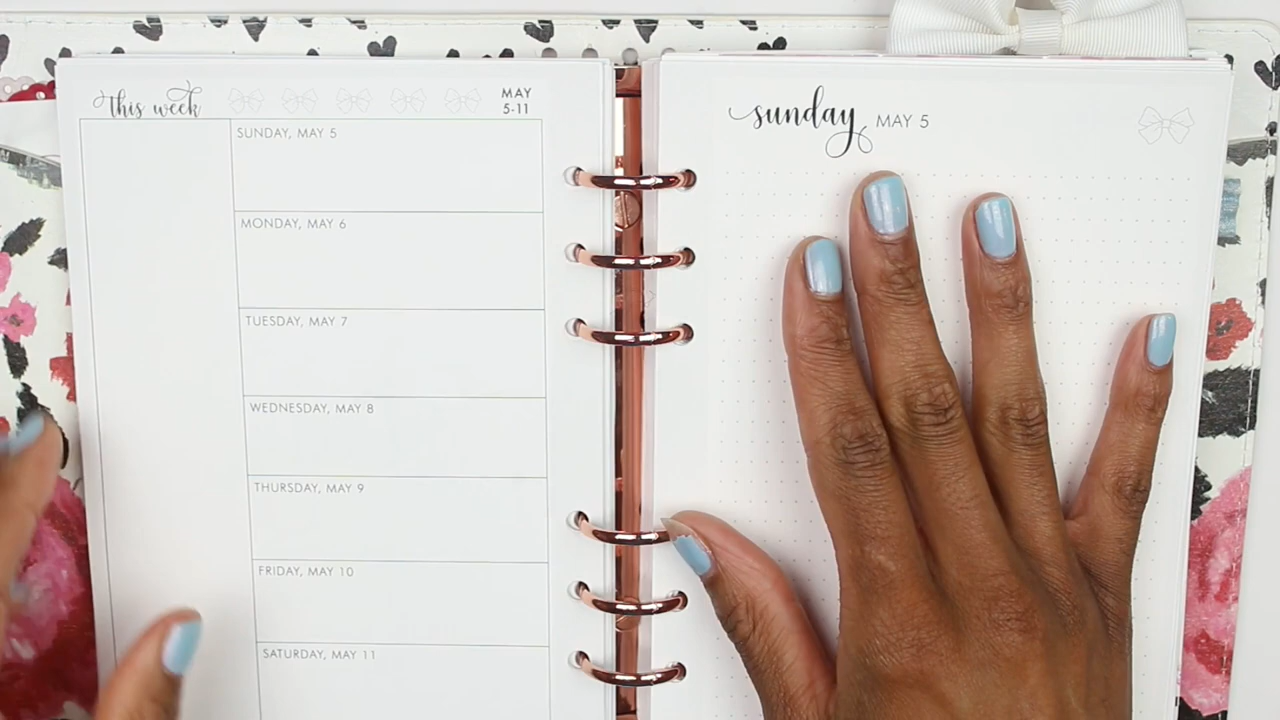 this week
MAY
5-11
SUNDAY, MAY 5
MONDAY, MAY 6
TUESDAY, MAY 7
WEDNESDAY, MAY 8
THURSDAY, MAY 9
FRIDAY, MAY 10
SATURDAY, MAY 11
sunday MAY 5